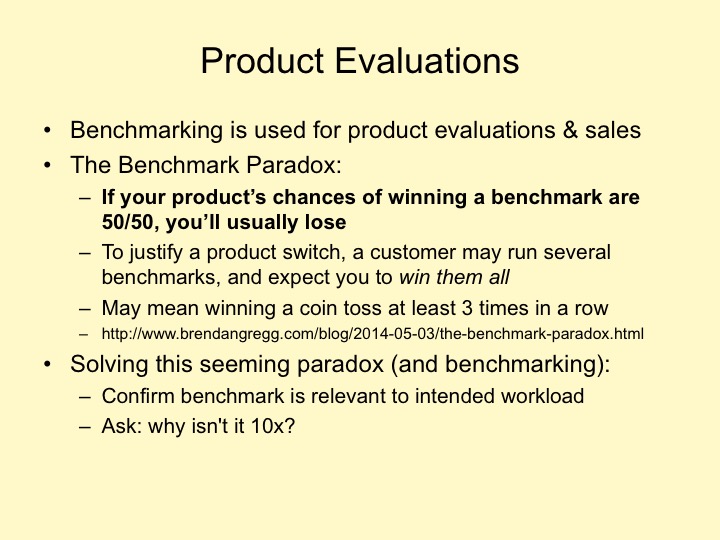 Product Evaluations
• Benchmarking is used for product evaluations & sales
• The Benchmark Paradox:
– If your product’s chances of winning a benchmark are
50/50, you’ll usually lose
– To justify a product switch, a customer may run several
benchmarks, and expect you to win them all
– May mean winning a coin toss at least 3 times in a row
– http://www.brendangregg.com/blog/2014-05-03/the-benchmark-paradox.html
• Solving this seeming paradox (and benchmarking):
– Confirm benchmark is relevant to intended workload
– Ask: why isn't it 10x?